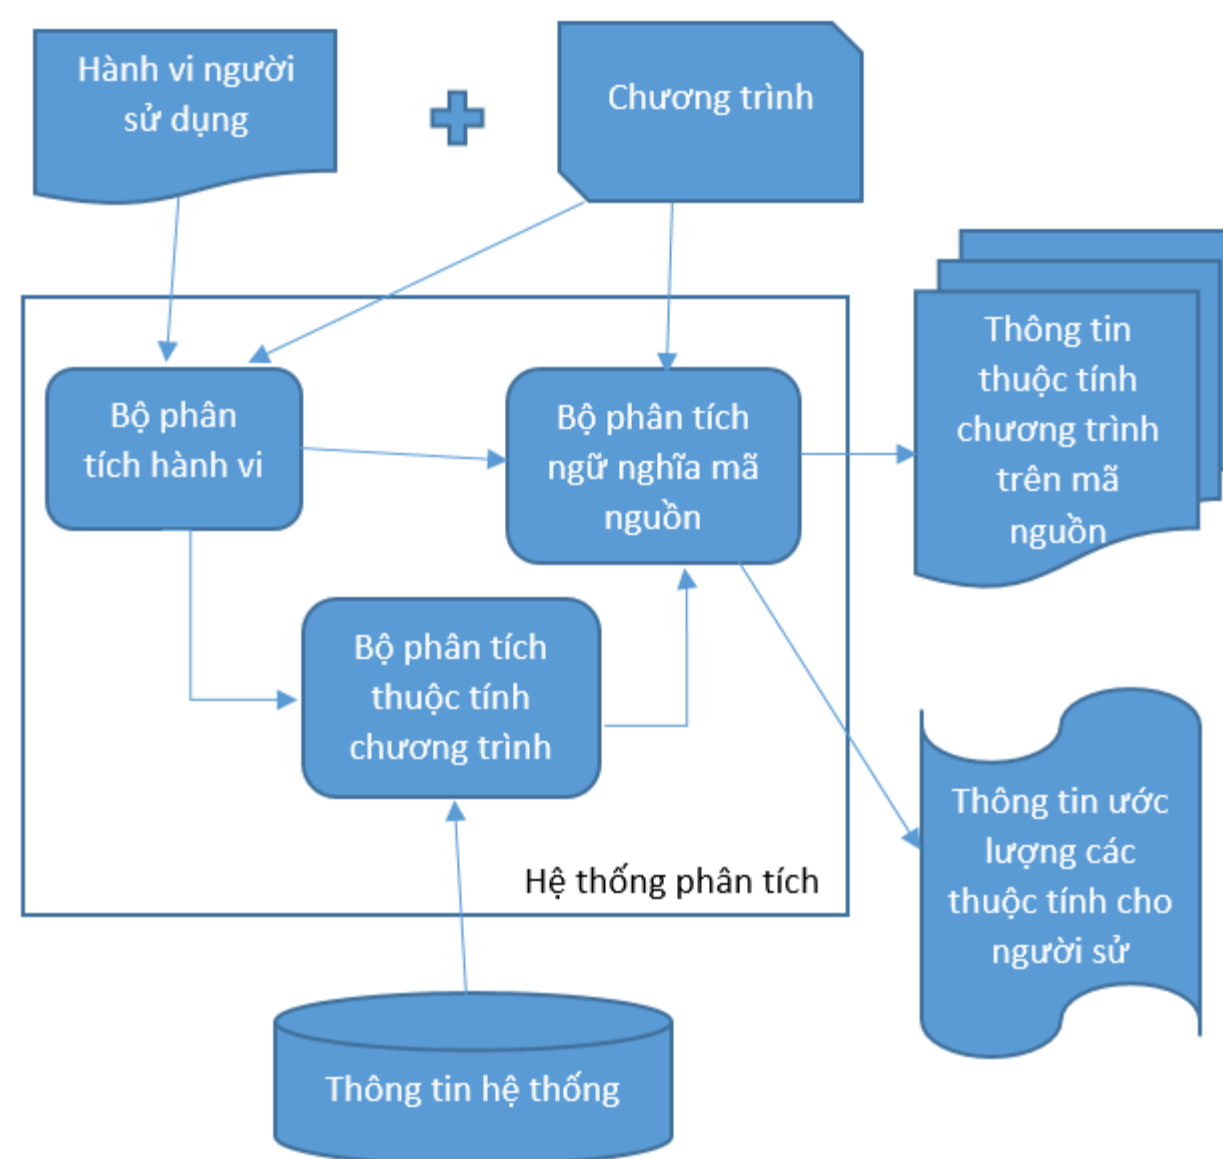 Hành vi người
sử dụng
Chương trình
Bộ phân
tích hành vi
Bộ phân tích
ngữ nghĩa mã
nguồn
Thông tin
thuộc tính
chương trình
trên mã
nguồn
Bộ phân tích
thuộc tính
chương trình
Hệ thống phân tích
Thông tin ước
lượng các
thuộc tính cho
người sử
Thông tin hệ thống